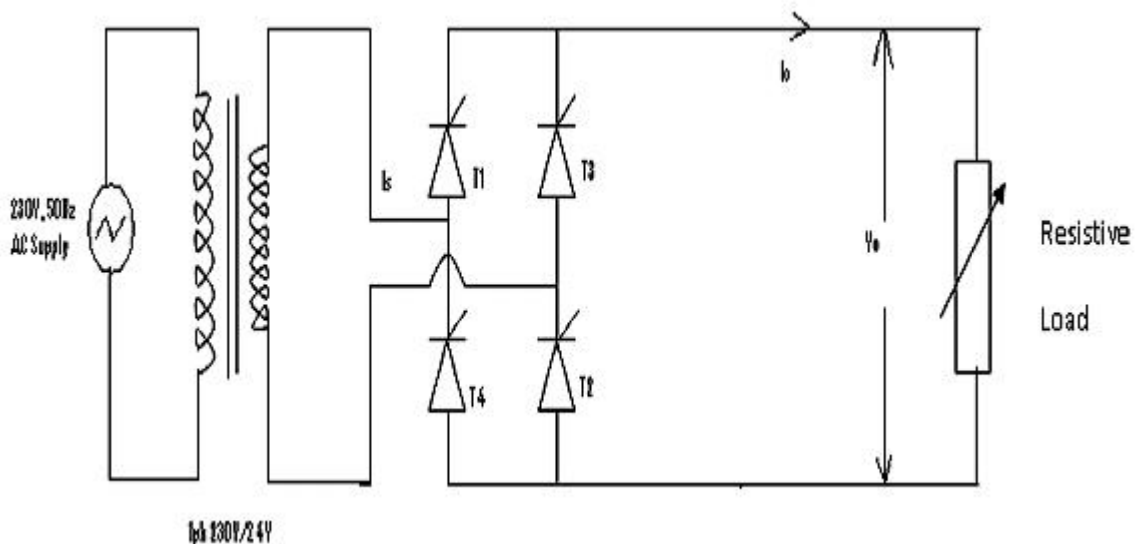 230V, 50Hz
AC Supply
Is
T1
T3
T4
T2
Io
Vo
Resistive
Load
1ph 230V/24V